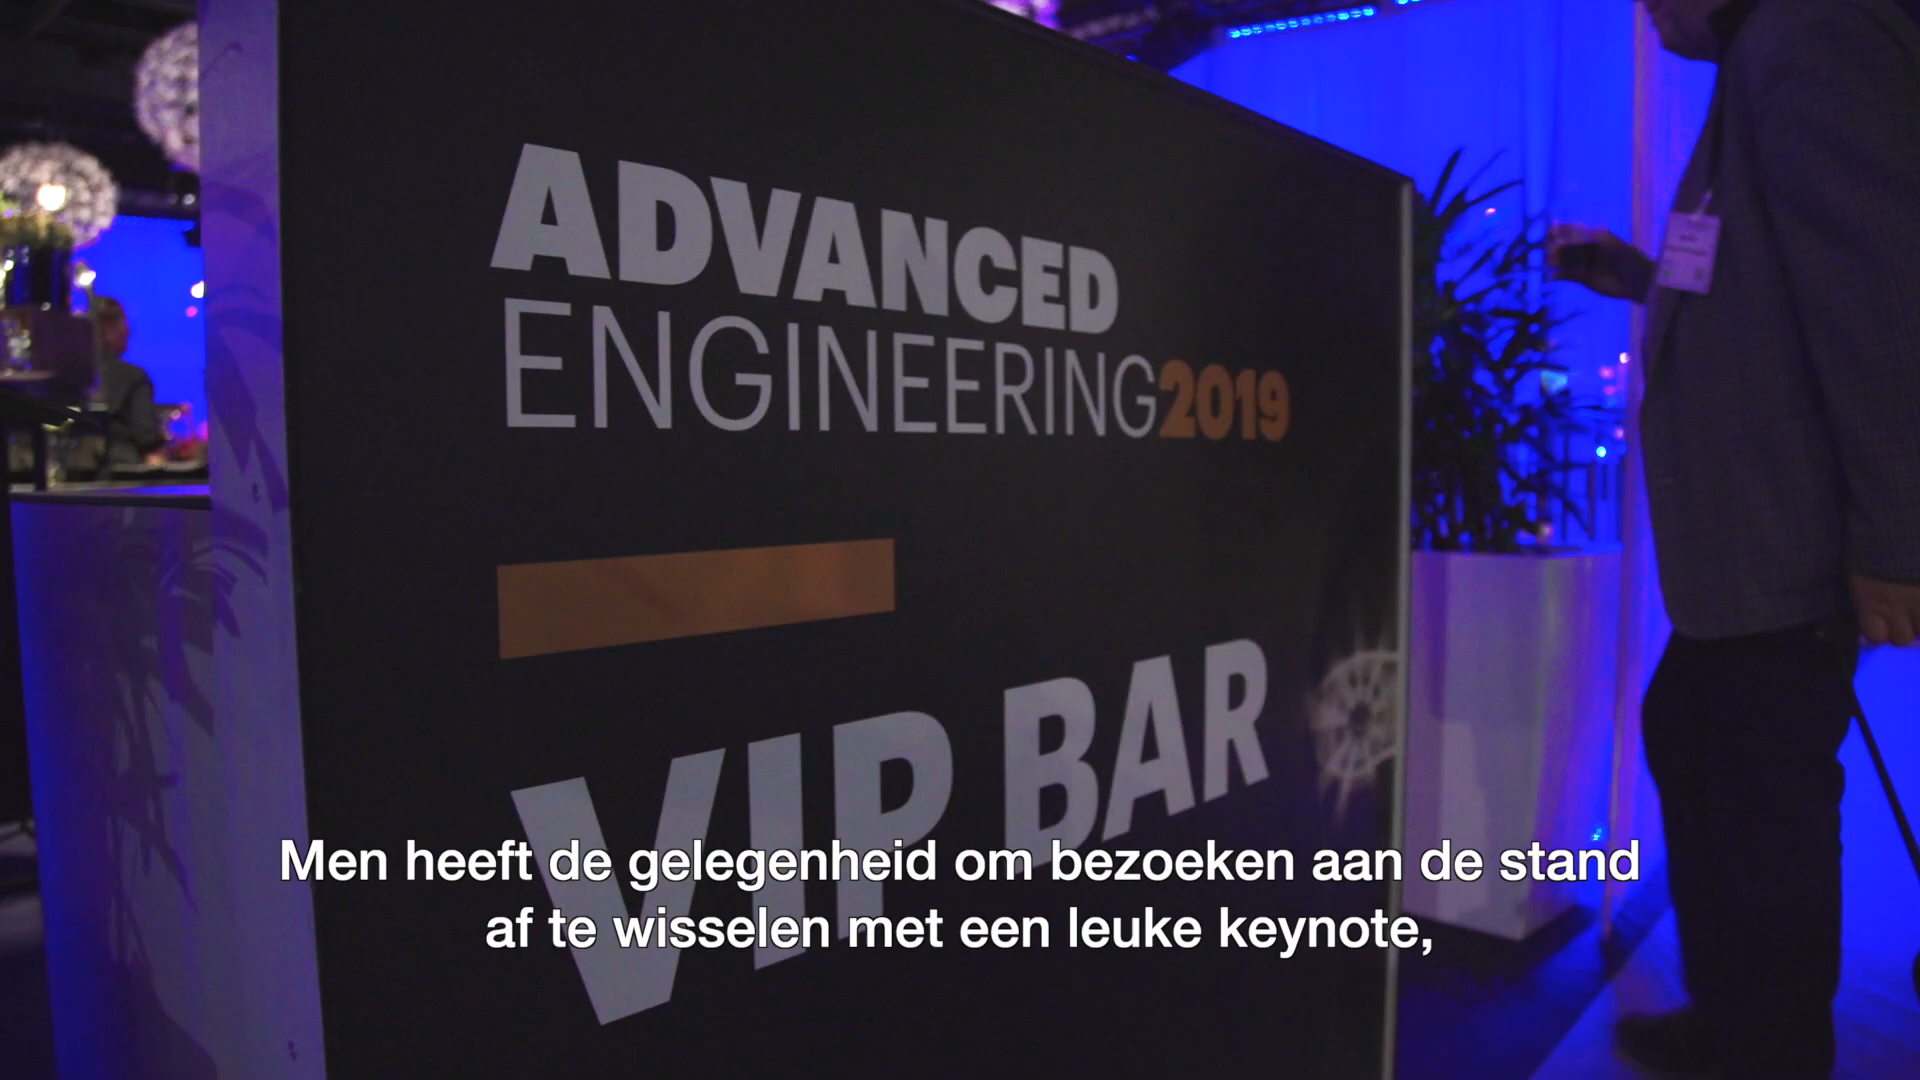 ADVANCED
ENGINEERING2019
VIP BAR
Men heeft de gelegenheid om bezoeken aan de stand
af te wisselen met een leuke keynote,